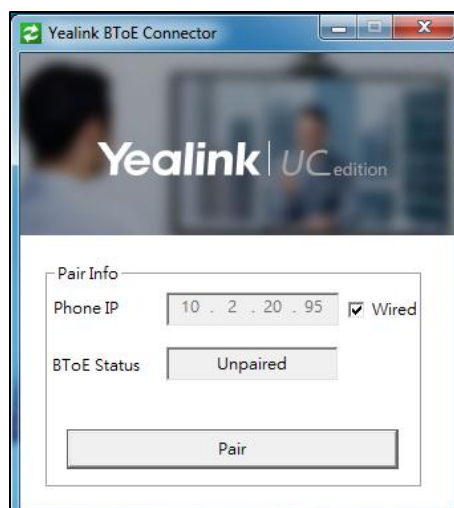 Yealink BToE Connector
Yealink | UC edition
Pair Info
Phone IP 10 . 2 . 20 . 95 Wired
BToE Status Unpaired
Pair